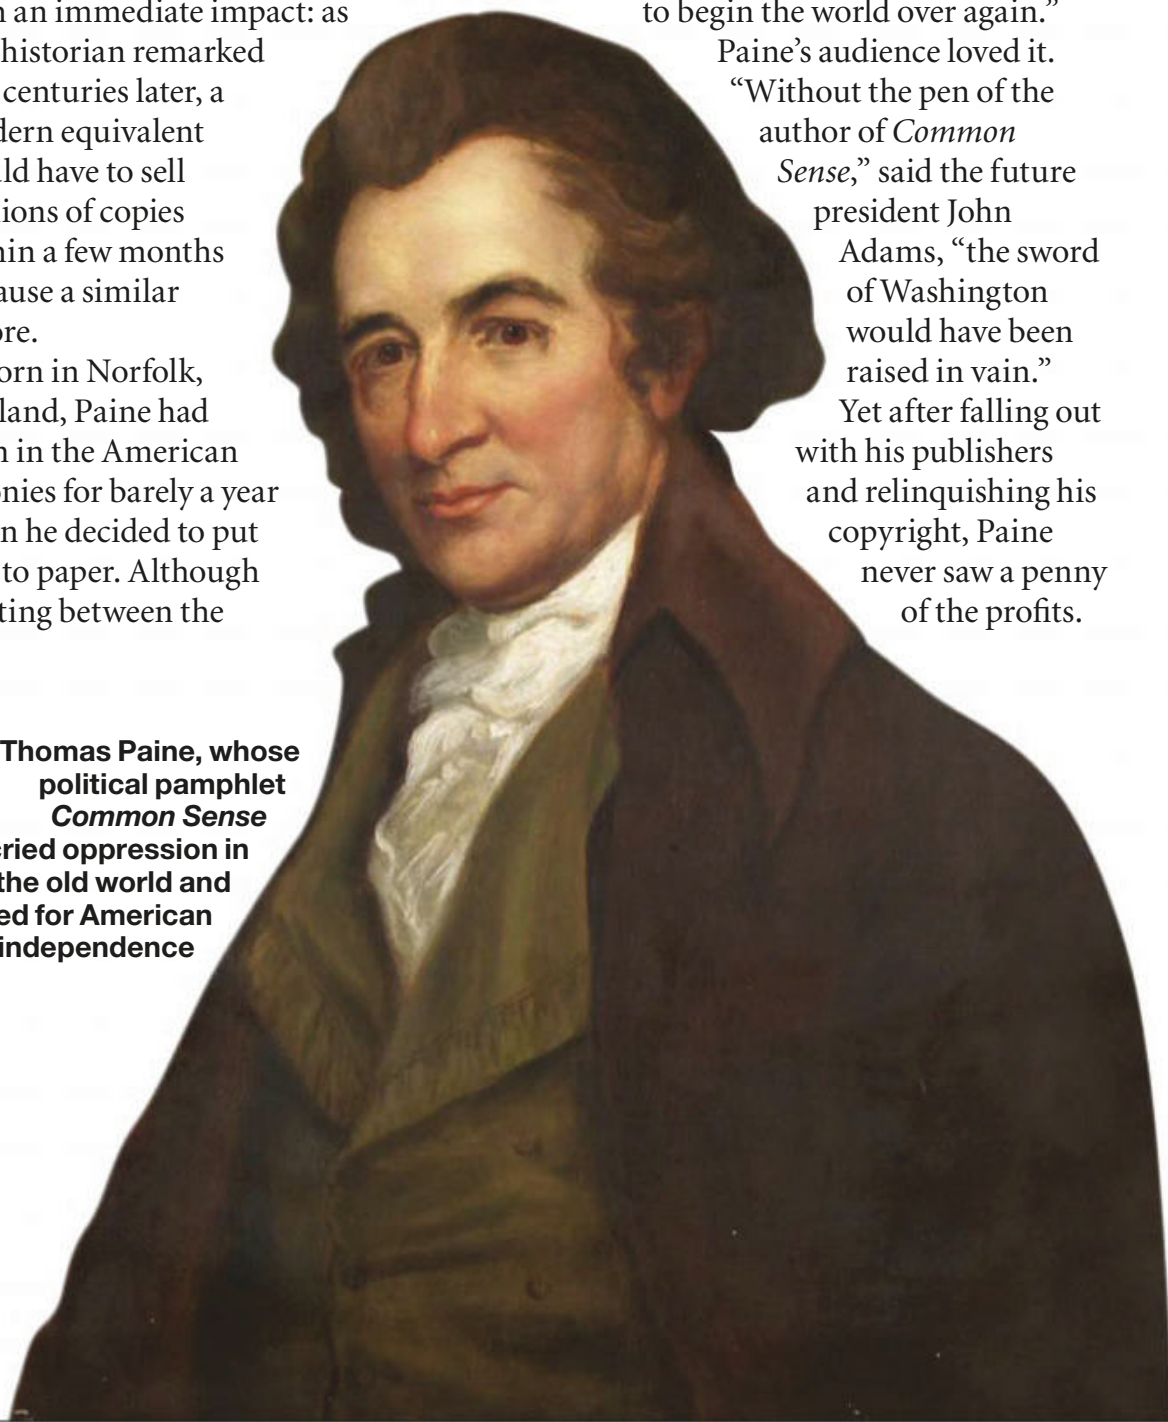 n an immediate impact: as
historian remarked
centuries later, a
dern equivalent
uld have to sell
ions of copies
hin a few months
ause a similar
ore.
orn in Norfolk,
land, Paine had
n in the American
onies for barely a year
n he decided to put
to paper. Although
ting between the
to begin the world over again.”
Paine’s audience loved it.
“Without the pen of the
author of Common
Sense,” said the future
president John
Adams, “the sword
of Washington
would have been
raised in vain.”
Yet after falling out
with his publishers
and relinquishing his
copyright, Paine
never saw a penny
of the profits.
Thomas Paine, whose
political pamphlet
Common Sense
cried oppression in
the old world and
ed for American
independence